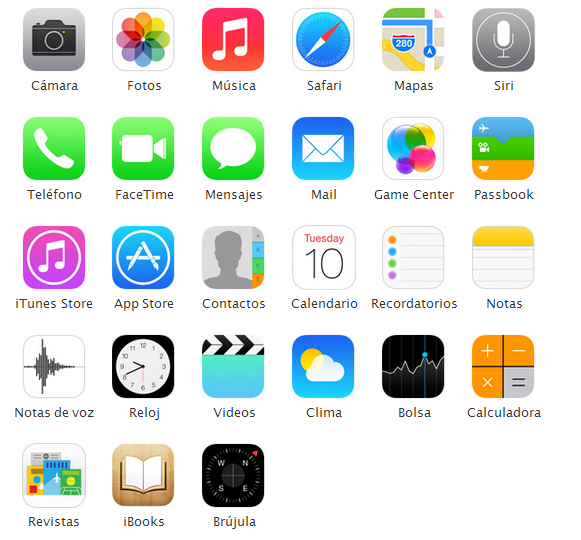 280
Cámara Fotos Música Safari Mapas Siri
Teléfono FaceTime Mensajes Mail Game Center Passbook
Tuesday
10
iTunes Store App Store Contactos Calendario Recordatorios Notas
Notas de voz Reloj Videos Clima Bolsa Calculadora
N
W E
S
Revistas iBooks Brújula